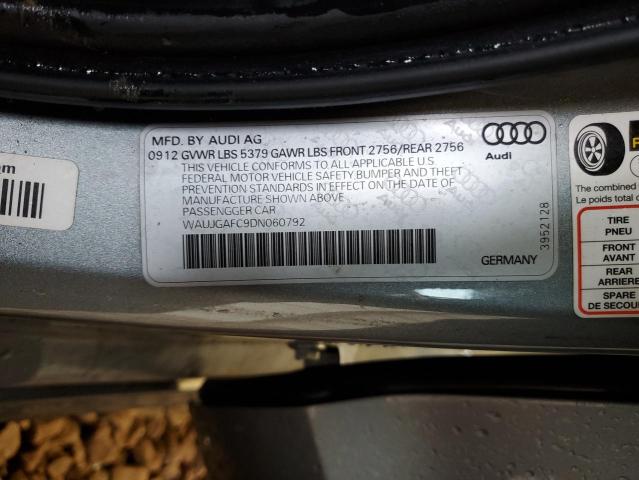 MFD. BY AUDI AG
0912 GVWR LBS 5379 GAWR LBS FRONT 2756/REAR 2756
THIS VEHICLE CONFORMS TO ALL APPLICABLE U.S.
FEDERAL MOTOR VEHICLE SAFETY, BUMPER AND THEFT
PREVENTION STANDARDS IN EFFECT ON THE DATE OF
MANUFACTURE SHOWN ABOVE.
PASSENGGER CAR
WAUJGAFC9DN060792
Audi
3952128
GERMANY
The combined
Le poids total
TIRE
PNEU
FRONT
AVANT
REAR
ARRIERE
SPARE
DE SECOU